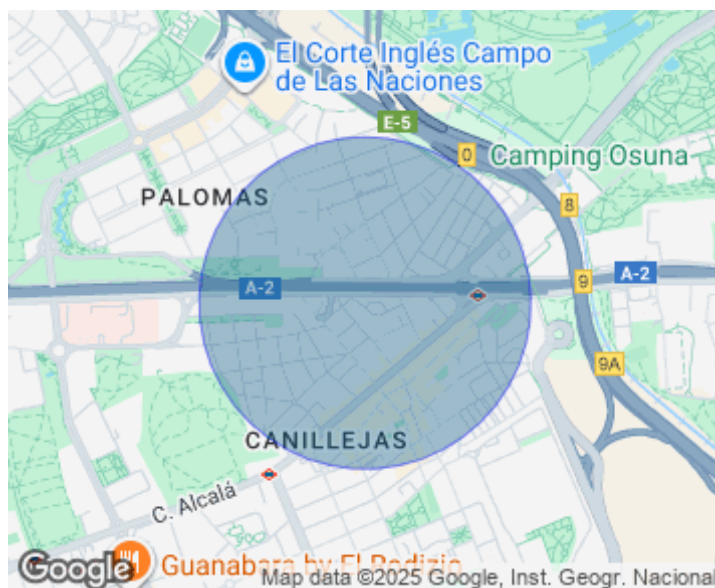 El Corte Inglés Campo
de Las Naciones
E-5
0
Camping Osuna
PALOMAS
8
A-2
9
A-2
9A
CANILLEJAS
C. Alcalá
Google
Guanabara by El Rodizio
Map data ©2025 Google, Inst. Geogr. Nacional